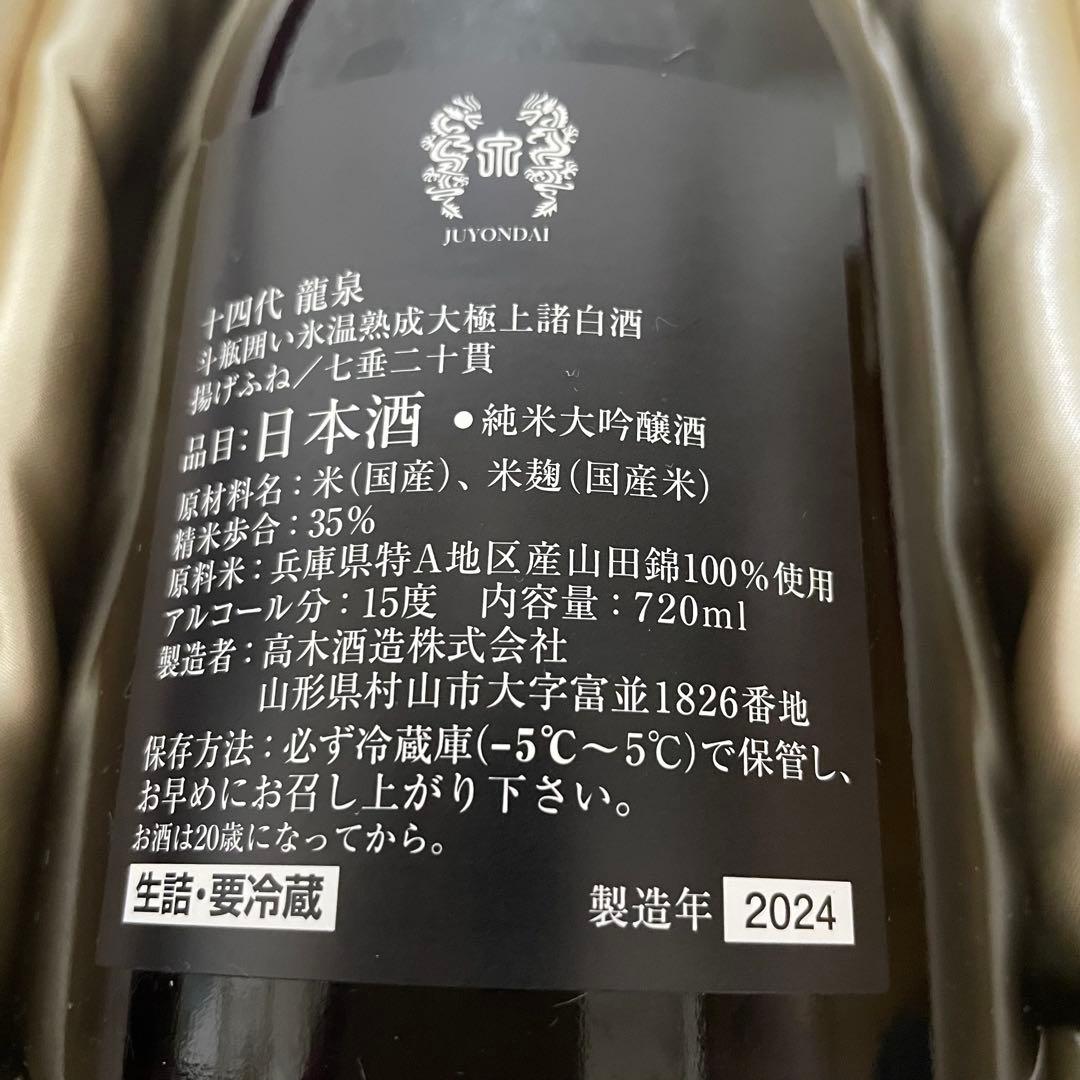 JUYONDAI
十四代 龍泉
斗瓶囲い氷温熟成大極上諸白酒
揚げふね／七垂二十貫
品目：日本酒 ●純米大吟醸酒
原材料名：米（国産）、米麹（国産米）
精米歩合：35％
原料米：兵庫県特A地区産山田錦100％使用
アルコール分：15度　内容量：720ml
製造者：高木酒造株式会社
山形県村山市大字富並1826番地
保存方法：必ず冷蔵庫(−5℃〜5℃)で保管し、
お早めにお召し上がり下さい。
お酒は20歳になってから。
生詰・要冷蔵
製造年 2024